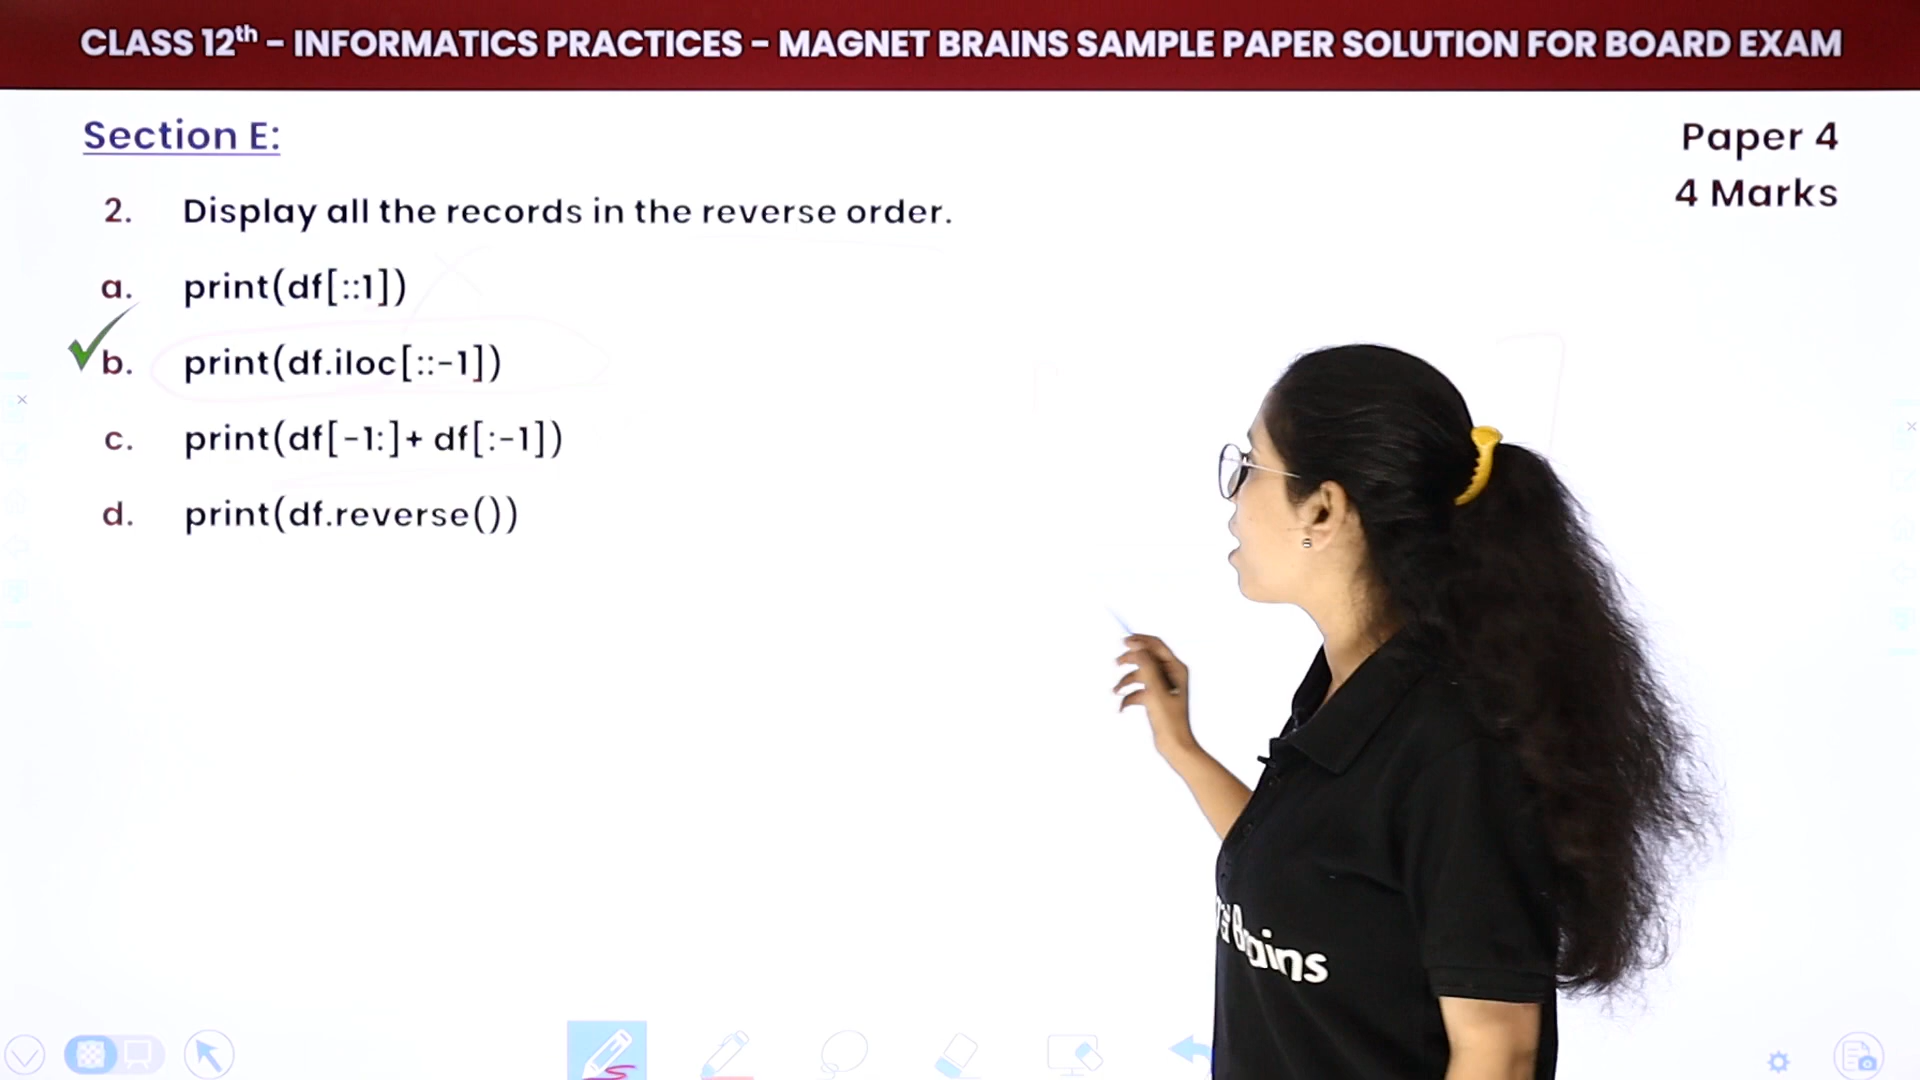 CLASS 12th – INFORMATICS PRACTICES – MAGNET BRAINS SAMPLE PAPER SOLUTION FOR BOARD EXAM
Section E:
Paper 4
4 Marks
2. Display all the records in the reverse order.
a. print(df[::1])
b. print(df.iloc[::-1])
c. print(df[-1:]+ df[:-1])
d. print(df.reverse())
Brains